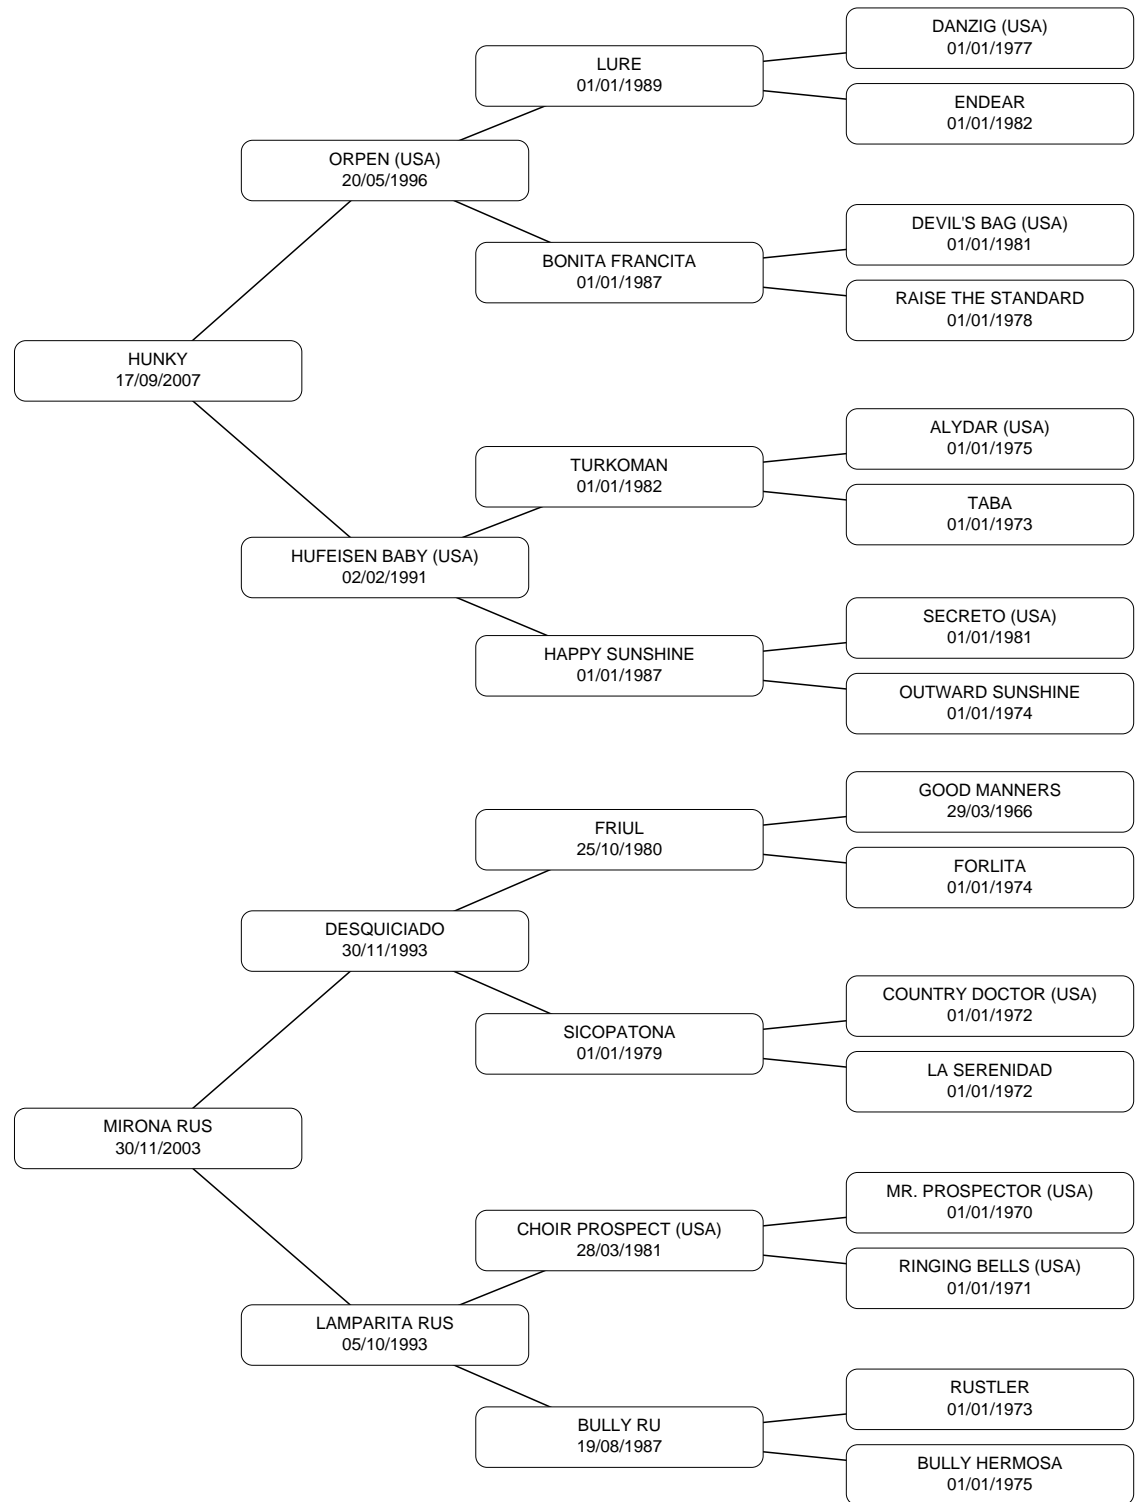 DANZIG (USA)
01/01/1977
LURE
01/01/1989
ENDEAR
01/01/1982
ORPEN (USA)
20/05/1996
DEVIL'S BAG (USA)
01/01/1981
BONITA FRANCITA
01/01/1987
RAISE THE STANDARD
01/01/1978
HUNKY
17/09/2007
ALYDAR (USA)
01/01/1975
TURKOMAN
01/01/1982
TABA
01/01/1973
HUFEISEN BABY (USA)
02/02/1991
SECRETO (USA)
01/01/1981
HAPPY SUNSHINE
01/01/1987
OUTWARD SUNSHINE
01/01/1974
GOOD MANNERS
29/03/1966
FRIUL
25/10/1980
FORLITA
01/01/1974
DESQUICIADO
30/11/1993
COUNTRY DOCTOR (USA)
01/01/1972
SICOPATONA
01/01/1979
LA SERENIDAD
01/01/1972
MIRONA RUS
30/11/2003
MR. PROSPECTOR (USA)
01/01/1970
CHOIR PROSPECT (USA)
28/03/1981
RINGING BELLS (USA)
01/01/1971
LAMPARITA RUS
05/10/1993
RUSTLER
01/01/1973
BULLY RU
19/08/1987
BULLY HERMOSA
01/01/1975